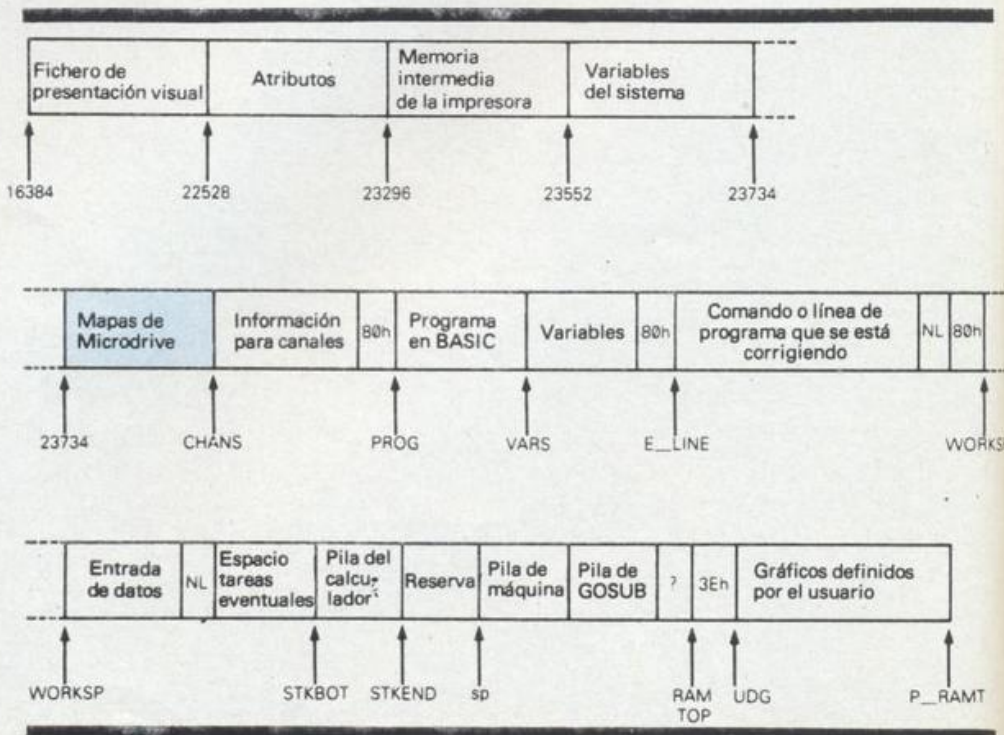 Fichero de
presentación visual
Atributos
Memoria
intermedia
de la impresora
Variables
del sistema
16384
22528
23296
23552
23734
Mapas de
Microdrive
Información
para canales
80h
Programa
en BASIC
Variables
80h
Comando o línea de
programa que se está
corrigiendo
NL
80h
23734
CHANS
PROG
VARS
E__LINE
WORKS
Entrada
de datos
NL
Espacio
tareas
eventuales
Pila del
calcu-
lador
Reserva
Pila de
máquina
Pila de
GOSUB
?
3Eh
Gráficos definidos
por el usuario
WORKSP
STKBOT
STKEND
sp
RAM
TOP
UDG
P__RAMT